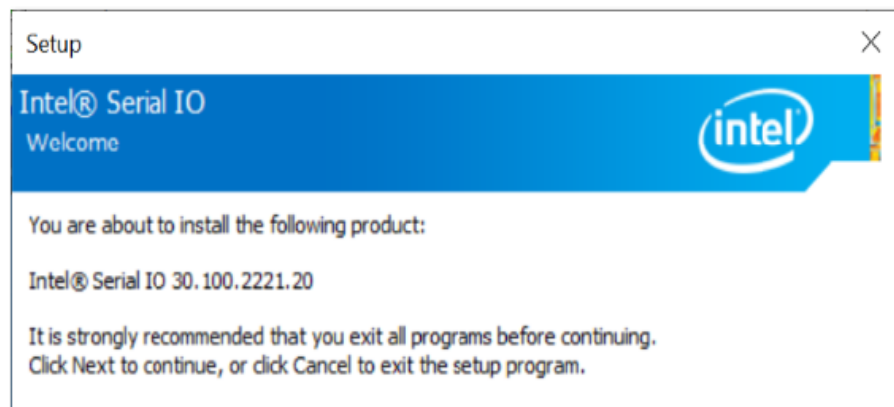 Setup
Intel® Serial IO
Welcome
intel
You are about to install the following product:
Intel® Serial IO 30.100.2221.20
It is strongly recommended that you exit all programs before continuing.
Click Next to continue, or click Cancel to exit the setup program.